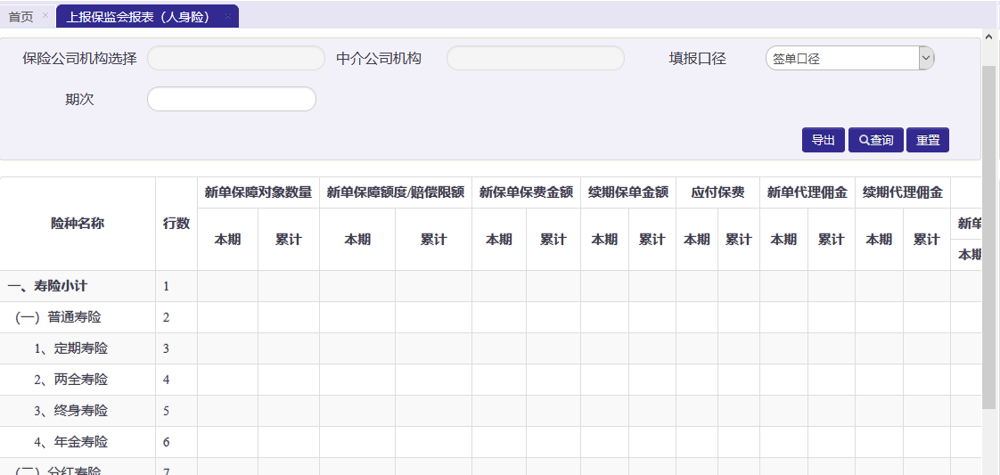 首页 × 上报保监会报表（人身险） ×
保险公司机构选择 中介公司机构 填报口径 签单口径
期次
导出 查询 重置
险种名称 行数 新单保障对象数量 新单保障额度/赔偿限额 新保单保费金额 续期保单金额 应付保费 新单代理佣金 续期代理佣金
新单
本期 累计 本期 累计 本期 累计 本期 累计 本期 累计 本期 累计 本期 累计 本期
一、寿险小计 1
（一）普通寿险 2
1、定期寿险 3
2、两全寿险 4
3、终身寿险 5
4、年金寿险 6
（二）分红寿险 7